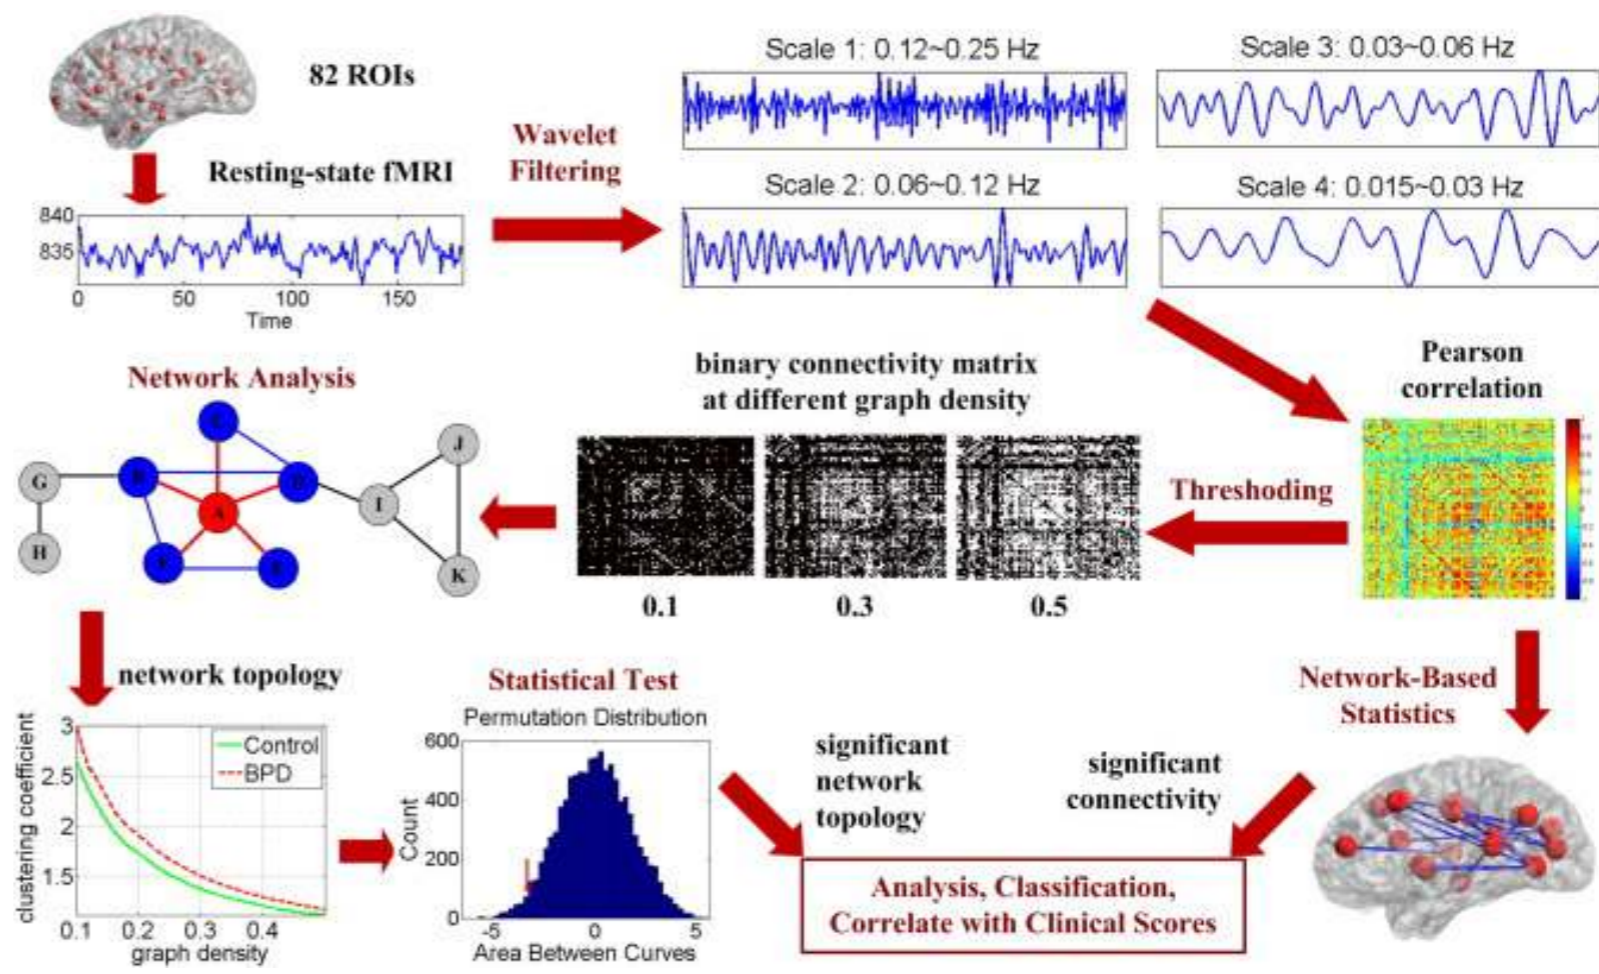 82 ROIs
Resting-state fMRI
840
835
0 50 100 150
Time
Wavelet
Filtering
Scale 1: 0.12~0.25 Hz
Scale 3: 0.03~0.06 Hz
Scale 2: 0.06~0.12 Hz
Scale 4: 0.015~0.03 Hz
Pearson
correlation
Threshoding
binary connectivity matrix
at different graph density
0.1 0.3 0.5
Network Analysis
C
G
H
A
I
J
K
network topology
clustering coefficient
3
2.5
2
1.5
0.1 0.2 0.3 0.4
graph density
Control
BPD
Statistical Test
Permutation Distribution
Count
600
400
200
0
-5 0 5
Area Between Curves
significant
network
topology
Network-Based
Statistics
significant
connectivity
Analysis, Classification,
Correlate with Clinical Scores